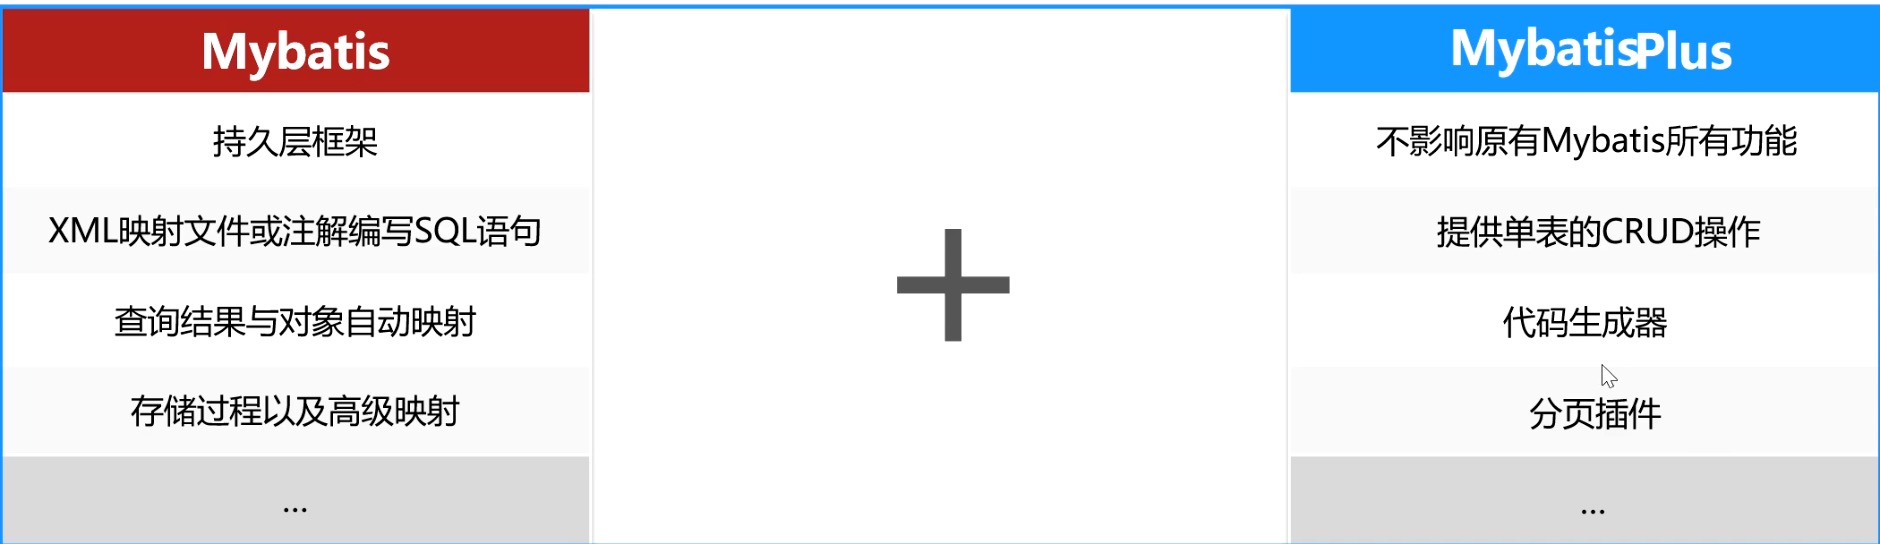 Mybatis
持久层框架
XML映射文件或注解编写SQL语句
查询结果与对象自动映射
存储过程以及高级映射
...
MybatisPlus
不影响原有Mybatis所有功能
提供单表的CRUD操作
代码生成器
分页插件
...